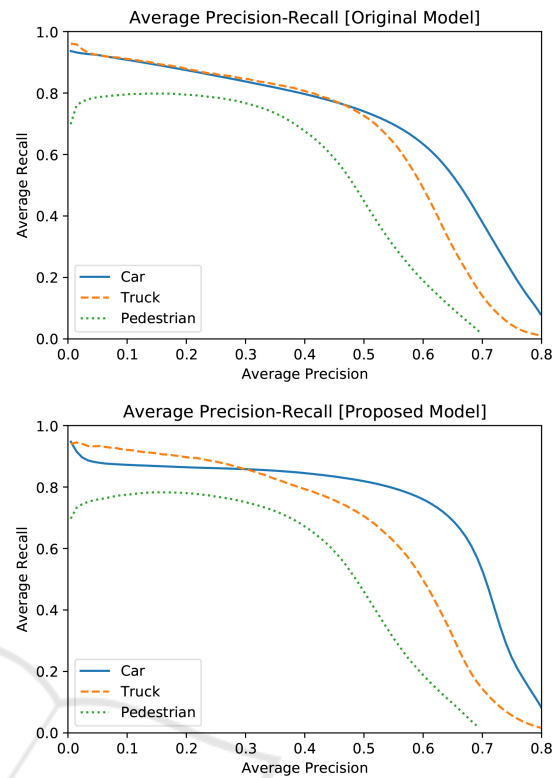 Average Precision-Recall [Original Model]
1.0
0.8
0.6
0.4
0.2
0.0
Average Recall
Car
Truck
Pedestrian
0.0 0.1 0.2 0.3 0.4 0.5 0.6 0.7 0.8
Average Precision
Average Precision-Recall [Proposed Model]
1.0
0.8
0.6
0.4
0.2
0.0
Average Recall
Car
Truck
Pedestrian
0.0 0.1 0.2 0.3 0.4 0.5 0.6 0.7 0.8
Average Precision